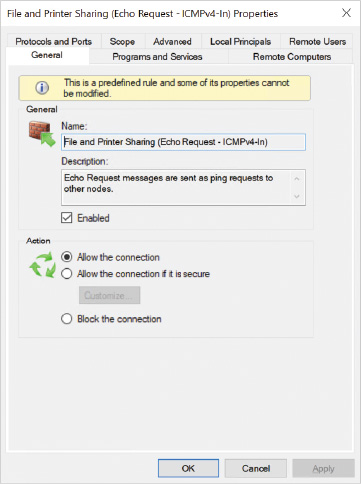 File and Printer Sharing (Echo Request - ICMPv4-In) Properties
Protocols and Ports Scope Advanced Local Principals Remote Users
General Programs and Services Remote Computers
This is a predefined rule and some of its properties cannot
be modified.
General
Name:
File and Printer Sharing (Echo Request - ICMPv4-In)
Description:
Echo Request messages are sent as ping requests to
other nodes.
Enabled
Action
Allow the connection
Allow the connection if it is secure
Customize...
Block the connection
OK Cancel Apply